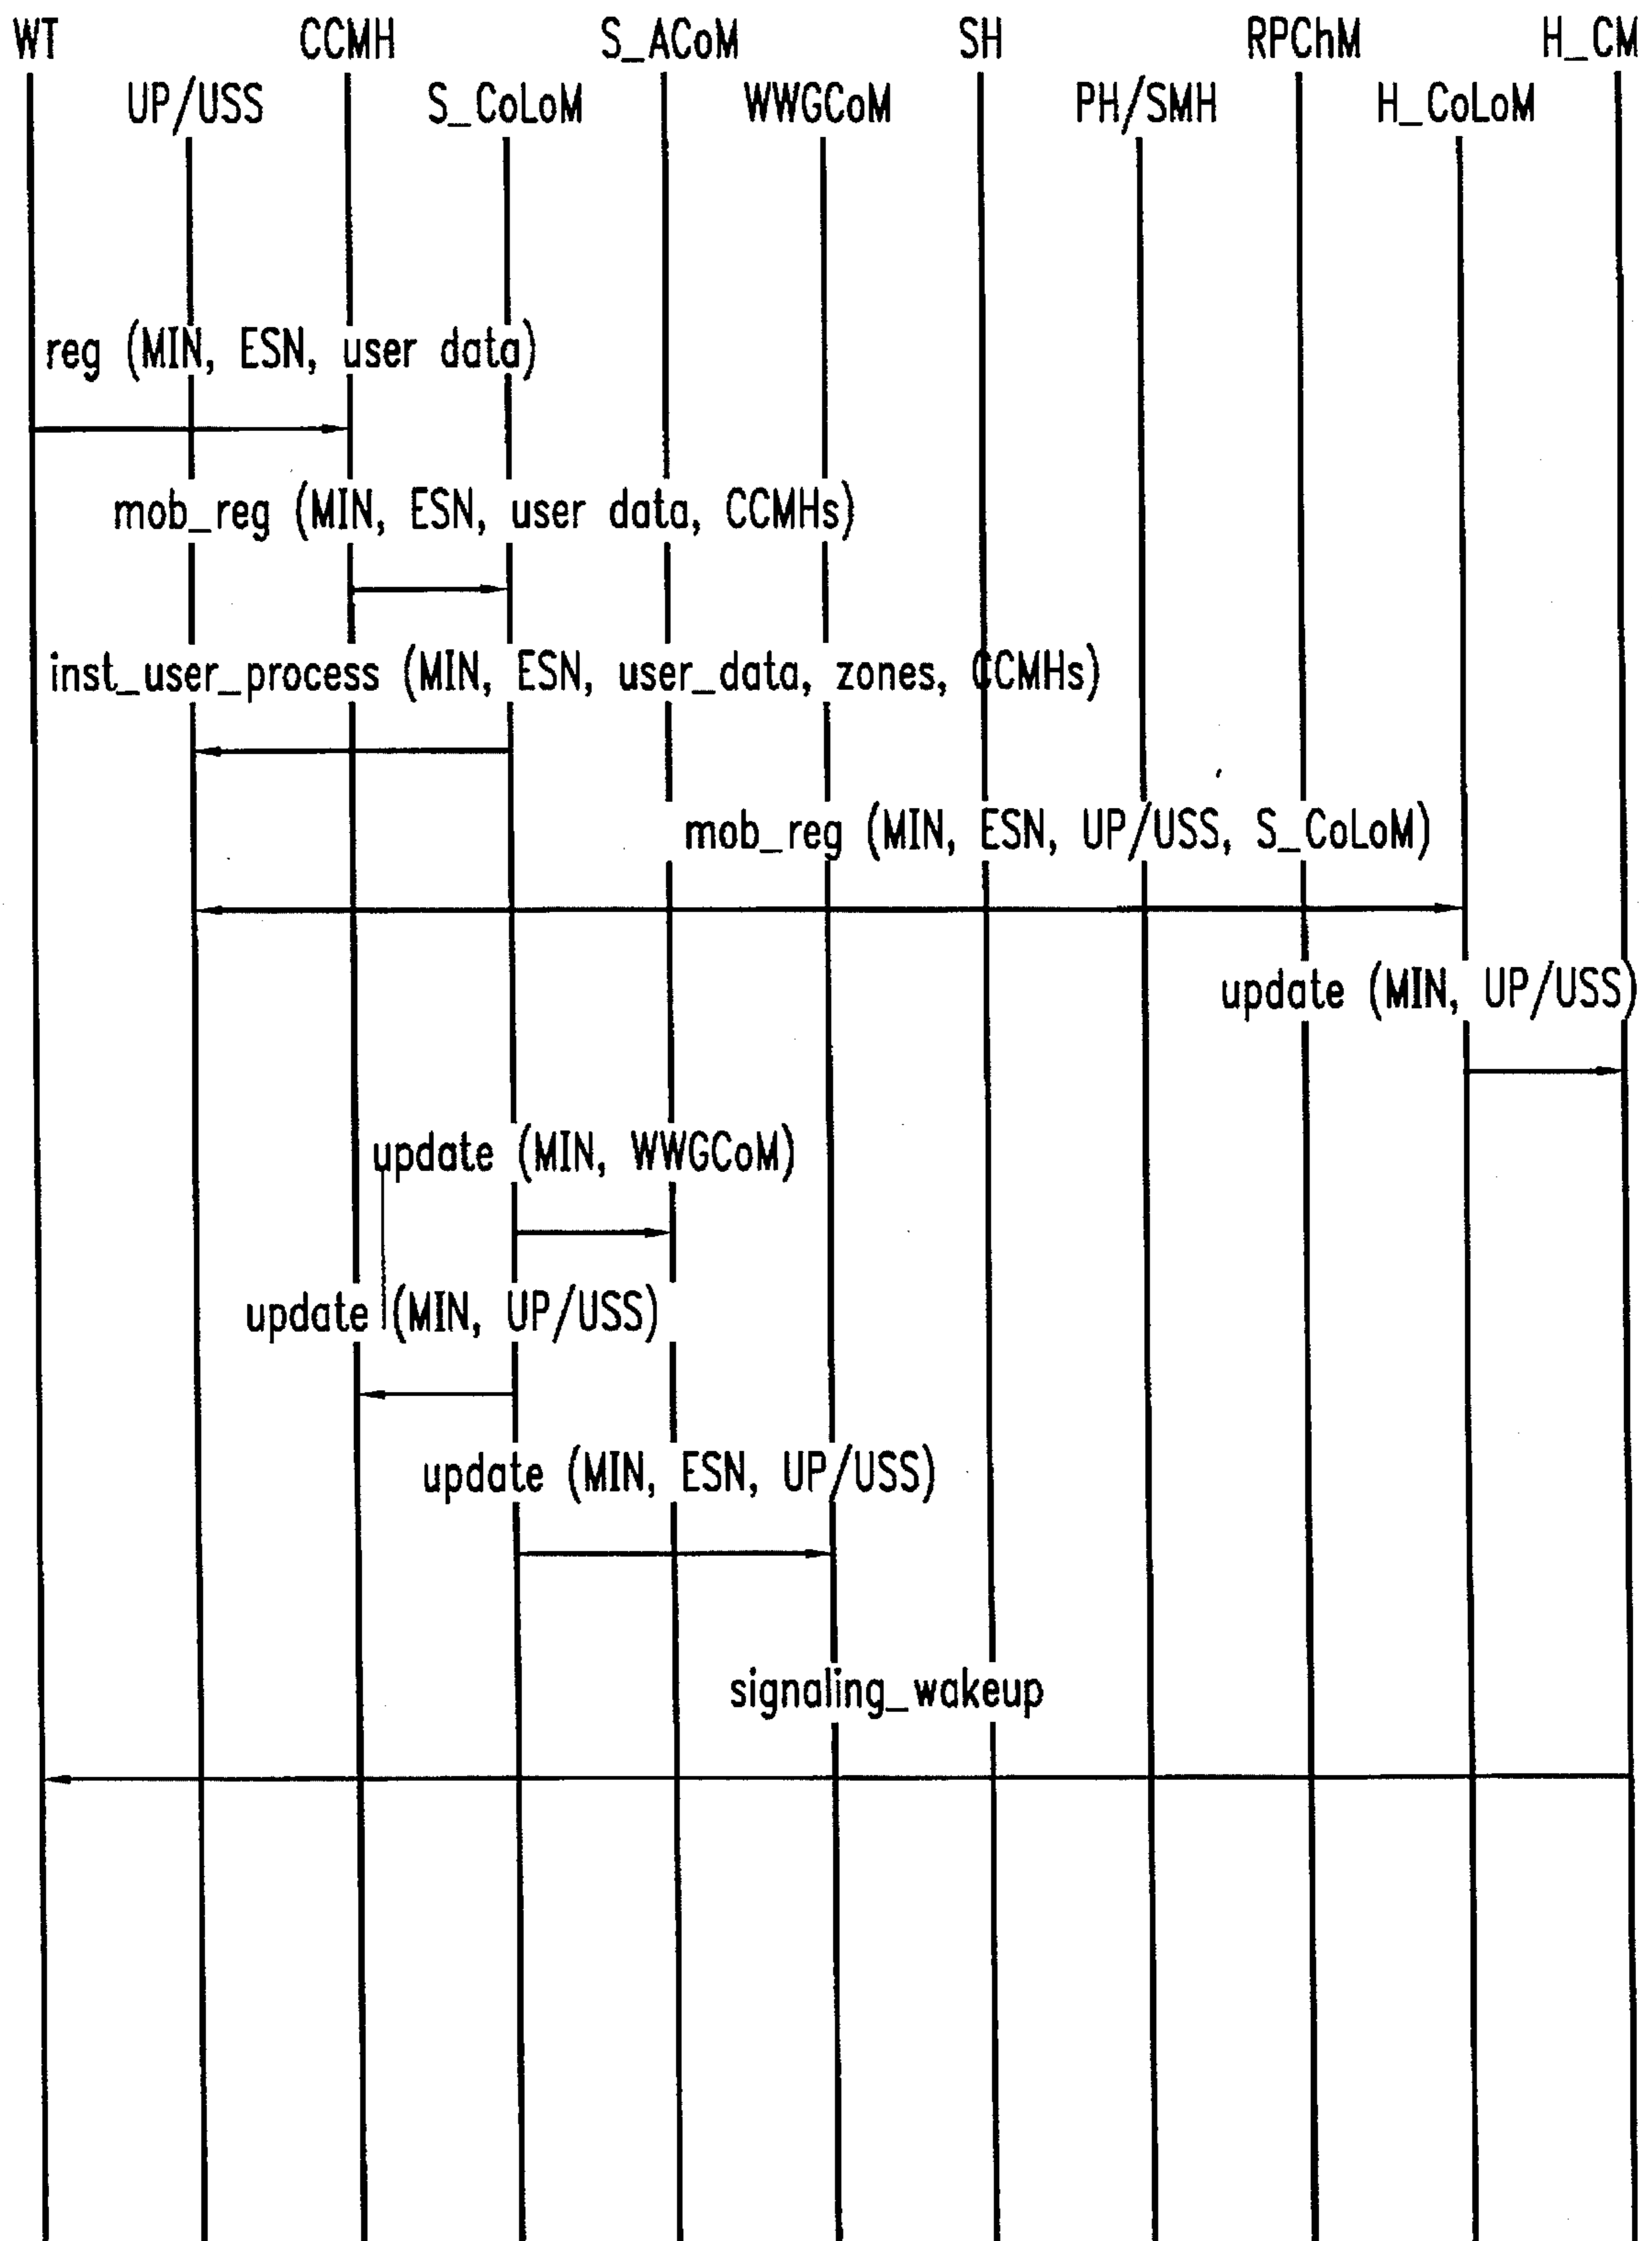 WT CCMH S_ACoM SH RPChM H_CM
UP/USS S_CoLoM WWGCoM PH/SMH H_CoLoM
reg (MIN, ESN, user data)
mob_reg (MIN, ESN, user data, CCMHs)
inst_user_process (MIN, ESN, user_data, zones, CCMHs)
mob_reg (MIN, ESN, UP/USS, S_CoLoM)
update (MIN, UP/USS)
update (MIN, WWGCoM)
update (MIN, UP/USS)
update (MIN, ESN, UP/USS)
signaling_wakeup